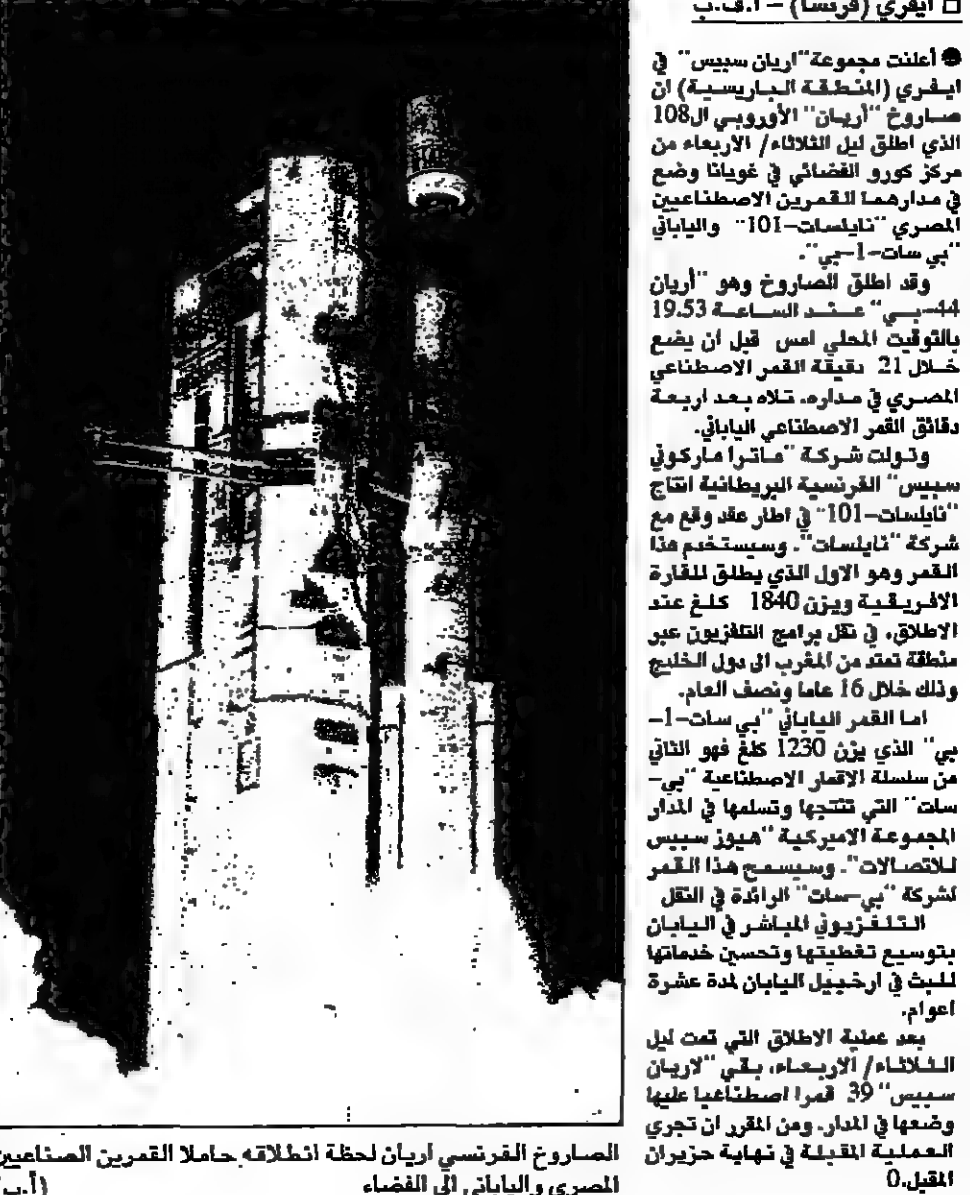 □ ايفري (فرنسا) – ا.ف.ب
● أعلنت مجموعة "اريان سبيس" في
ايفري (المنطقة الباريسية) ان
صاروخ "أريان" الأوروبي ال108
الذي اطلق ليل الثلاثاء/ الاربعاء من
مركز كورو الفضائي في غويانا وضع
في مدارهما القمرين الاصطناعيين
المصري "نايلسات–101" والياباني
"بي سات–1–بي".
وقد اطلق الصاروخ وهو "أريان
44–بـي" عند الساعة 19.53
بالتوقيت المحلي امس قبل أن يضع
خلال 21 دقيقة القمر الاصطناعي
المصري في مداره، تلاه بعد اربعة
دقائق القمر الاصطناعي الياباني.
وتولت شركة "ماترا ماركوني
سبيس" الفرنسية البريطانية انتاج
"نايلسات–101" في اطار عقد وقع مع
شركة "نايلسات". وسيستخدم هذا
القمر وهو الاول الذي يطلق للقارة
الافريقية ويزن 1840 كلغ عند
الاطلاق، في نقل برامج التلفزيون عبر
منطقة تمتد من المغرب الى دول الخليج
وذلك خلال 16 عاما ونصف العام.
اما القمر الياباني "بي سات–1–
بي" الذي يزن 1230 كلغ فهو الثاني
من سلسلة الاقمار الاصطناعية "بي–
سات" التي تنتجها وتسلمها في المدار
المجموعة الاميركية "هيوز سبيس
للاتصالات". وسيسمح هذا القمر
لشركة "بي–سات" الرائدة في النقل
التلفزيوني المباشر في اليابان
بتوسيع تغطيتها وتحسين خدماتها
للبث في ارخبيل اليابان لمدة عشرة
اعوام.
بعد عملية الاطلاق التي تمت ليل
الثلاثاء/ الاربعاء، بقي "لاريان
سبيس" 39 قمرا اصطناعيا عليها
وضعها في المدار. ومن المقرر ان تجري
العملية المقبلة في نهاية حزيران
المقبل.0
الصاروخ الفرنسي اريان لحظة انطلاقه حاملا القمرين الصناعيين
المصري والياباني الى الفضاء (أ.ب